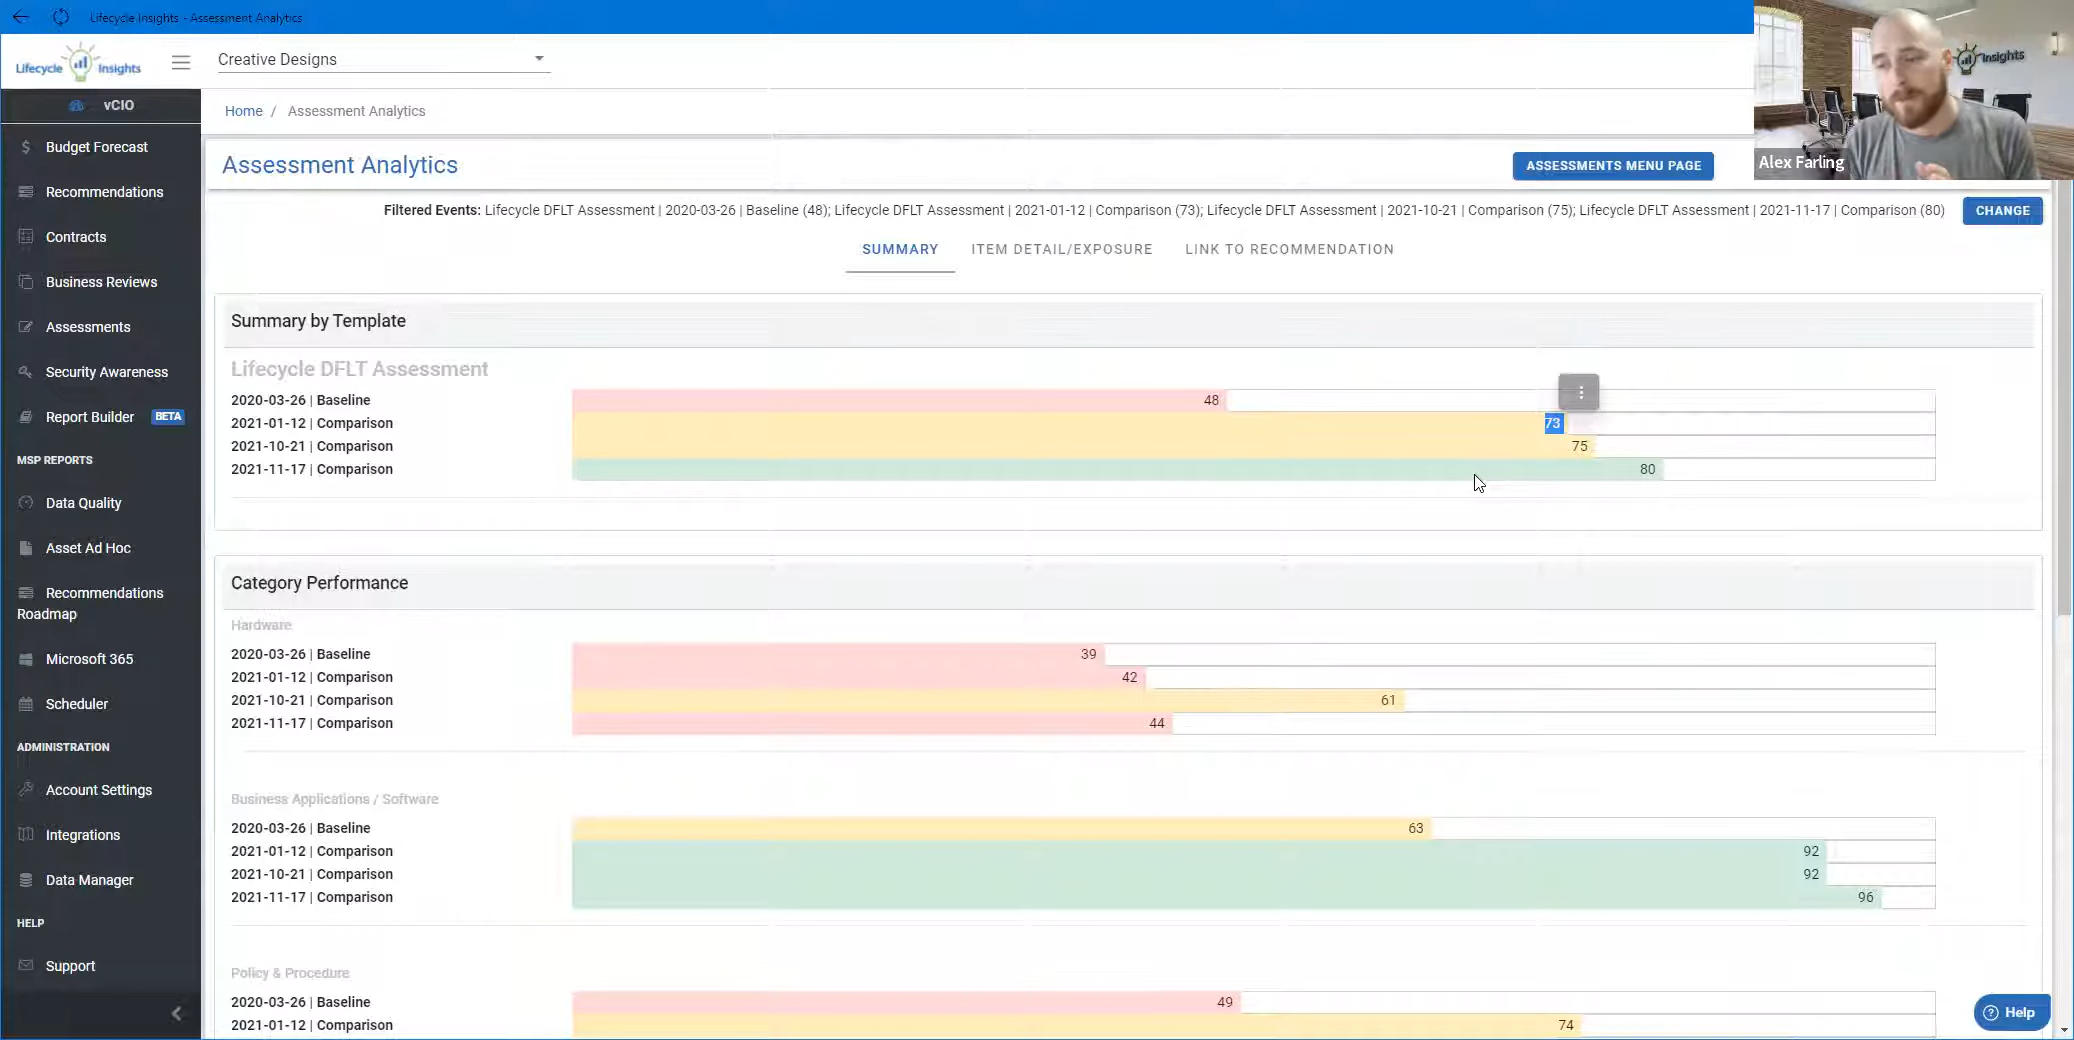 Lifecycle Insights - Assessment Analytics
Lifecycle Insights
Creative Designs
Insights
Alex Farling
vCIO
Budget Forecast
Recommendations
Contracts
Business Reviews
Assessments
Security Awareness
Report Builder BETA
MSP REPORTS
Data Quality
Asset Ad Hoc
Recommendations
Roadmap
Microsoft 365
Scheduler
ADMINISTRATION
Account Settings
Integrations
Data Manager
HELP
Support
Home / Assessment Analytics
Assessment Analytics
ASSESSMENTS MENU PAGE
Filtered Events: Lifecycle DFLT Assessment | 2020-03-26 | Baseline (48); Lifecycle DFLT Assessment | 2021-01-12 | Comparison (73); Lifecycle DFLT Assessment | 2021-10-21 | Comparison (75); Lifecycle DFLT Assessment | 2021-11-17 | Comparison (80)
CHANGE
SUMMARY ITEM DETAIL/EXPOSURE LINK TO RECOMMENDATION
Summary by Template
Lifecycle DFLT Assessment
2020-03-26 | Baseline 48
2021-01-12 | Comparison 73
2021-10-21 | Comparison 75
2021-11-17 | Comparison 80
Category Performance
Hardware
2020-03-26 | Baseline 39
2021-01-12 | Comparison 42
2021-10-21 | Comparison 61
2021-11-17 | Comparison 44
Business Applications / Software
2020-03-26 | Baseline 63
2021-01-12 | Comparison 92
2021-10-21 | Comparison 92
2021-11-17 | Comparison 96
Policy & Procedure
2020-03-26 | Baseline 49
2021-01-12 | Comparison 74
Help